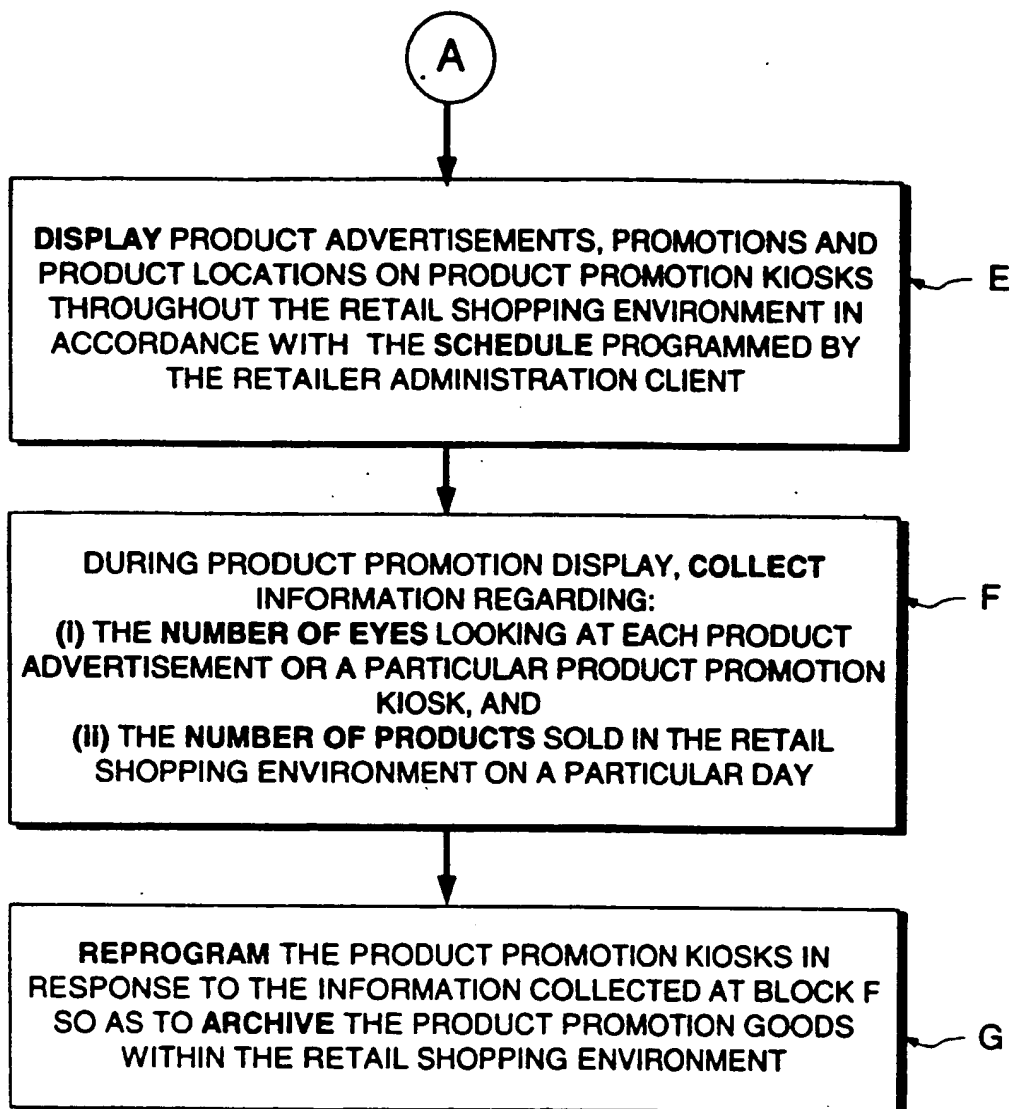 A
DISPLAY PRODUCT ADVERTISEMENTS, PROMOTIONS AND
PRODUCT LOCATIONS ON PRODUCT PROMOTION KIOSKS
THROUGHOUT THE RETAIL SHOPPING ENVIRONMENT IN
ACCORDANCE WITH THE SCHEDULE PROGRAMMED BY
THE RETAILER ADMINISTRATION CLIENT
E
DURING PRODUCT PROMOTION DISPLAY, COLLECT
INFORMATION REGARDING:
(i) THE NUMBER OF EYES LOOKING AT EACH PRODUCT
ADVERTISEMENT OR A PARTICULAR PRODUCT PROMOTION
KIOSK, AND
(ii) THE NUMBER OF PRODUCTS SOLD IN THE RETAIL
SHOPPING ENVIRONMENT ON A PARTICULAR DAY
F
REPROGRAM THE PRODUCT PROMOTION KIOSKS IN
RESPONSE TO THE INFORMATION COLLECTED AT BLOCK F
SO AS TO ARCHIVE THE PRODUCT PROMOTION GOODS
WITHIN THE RETAIL SHOPPING ENVIRONMENT
G